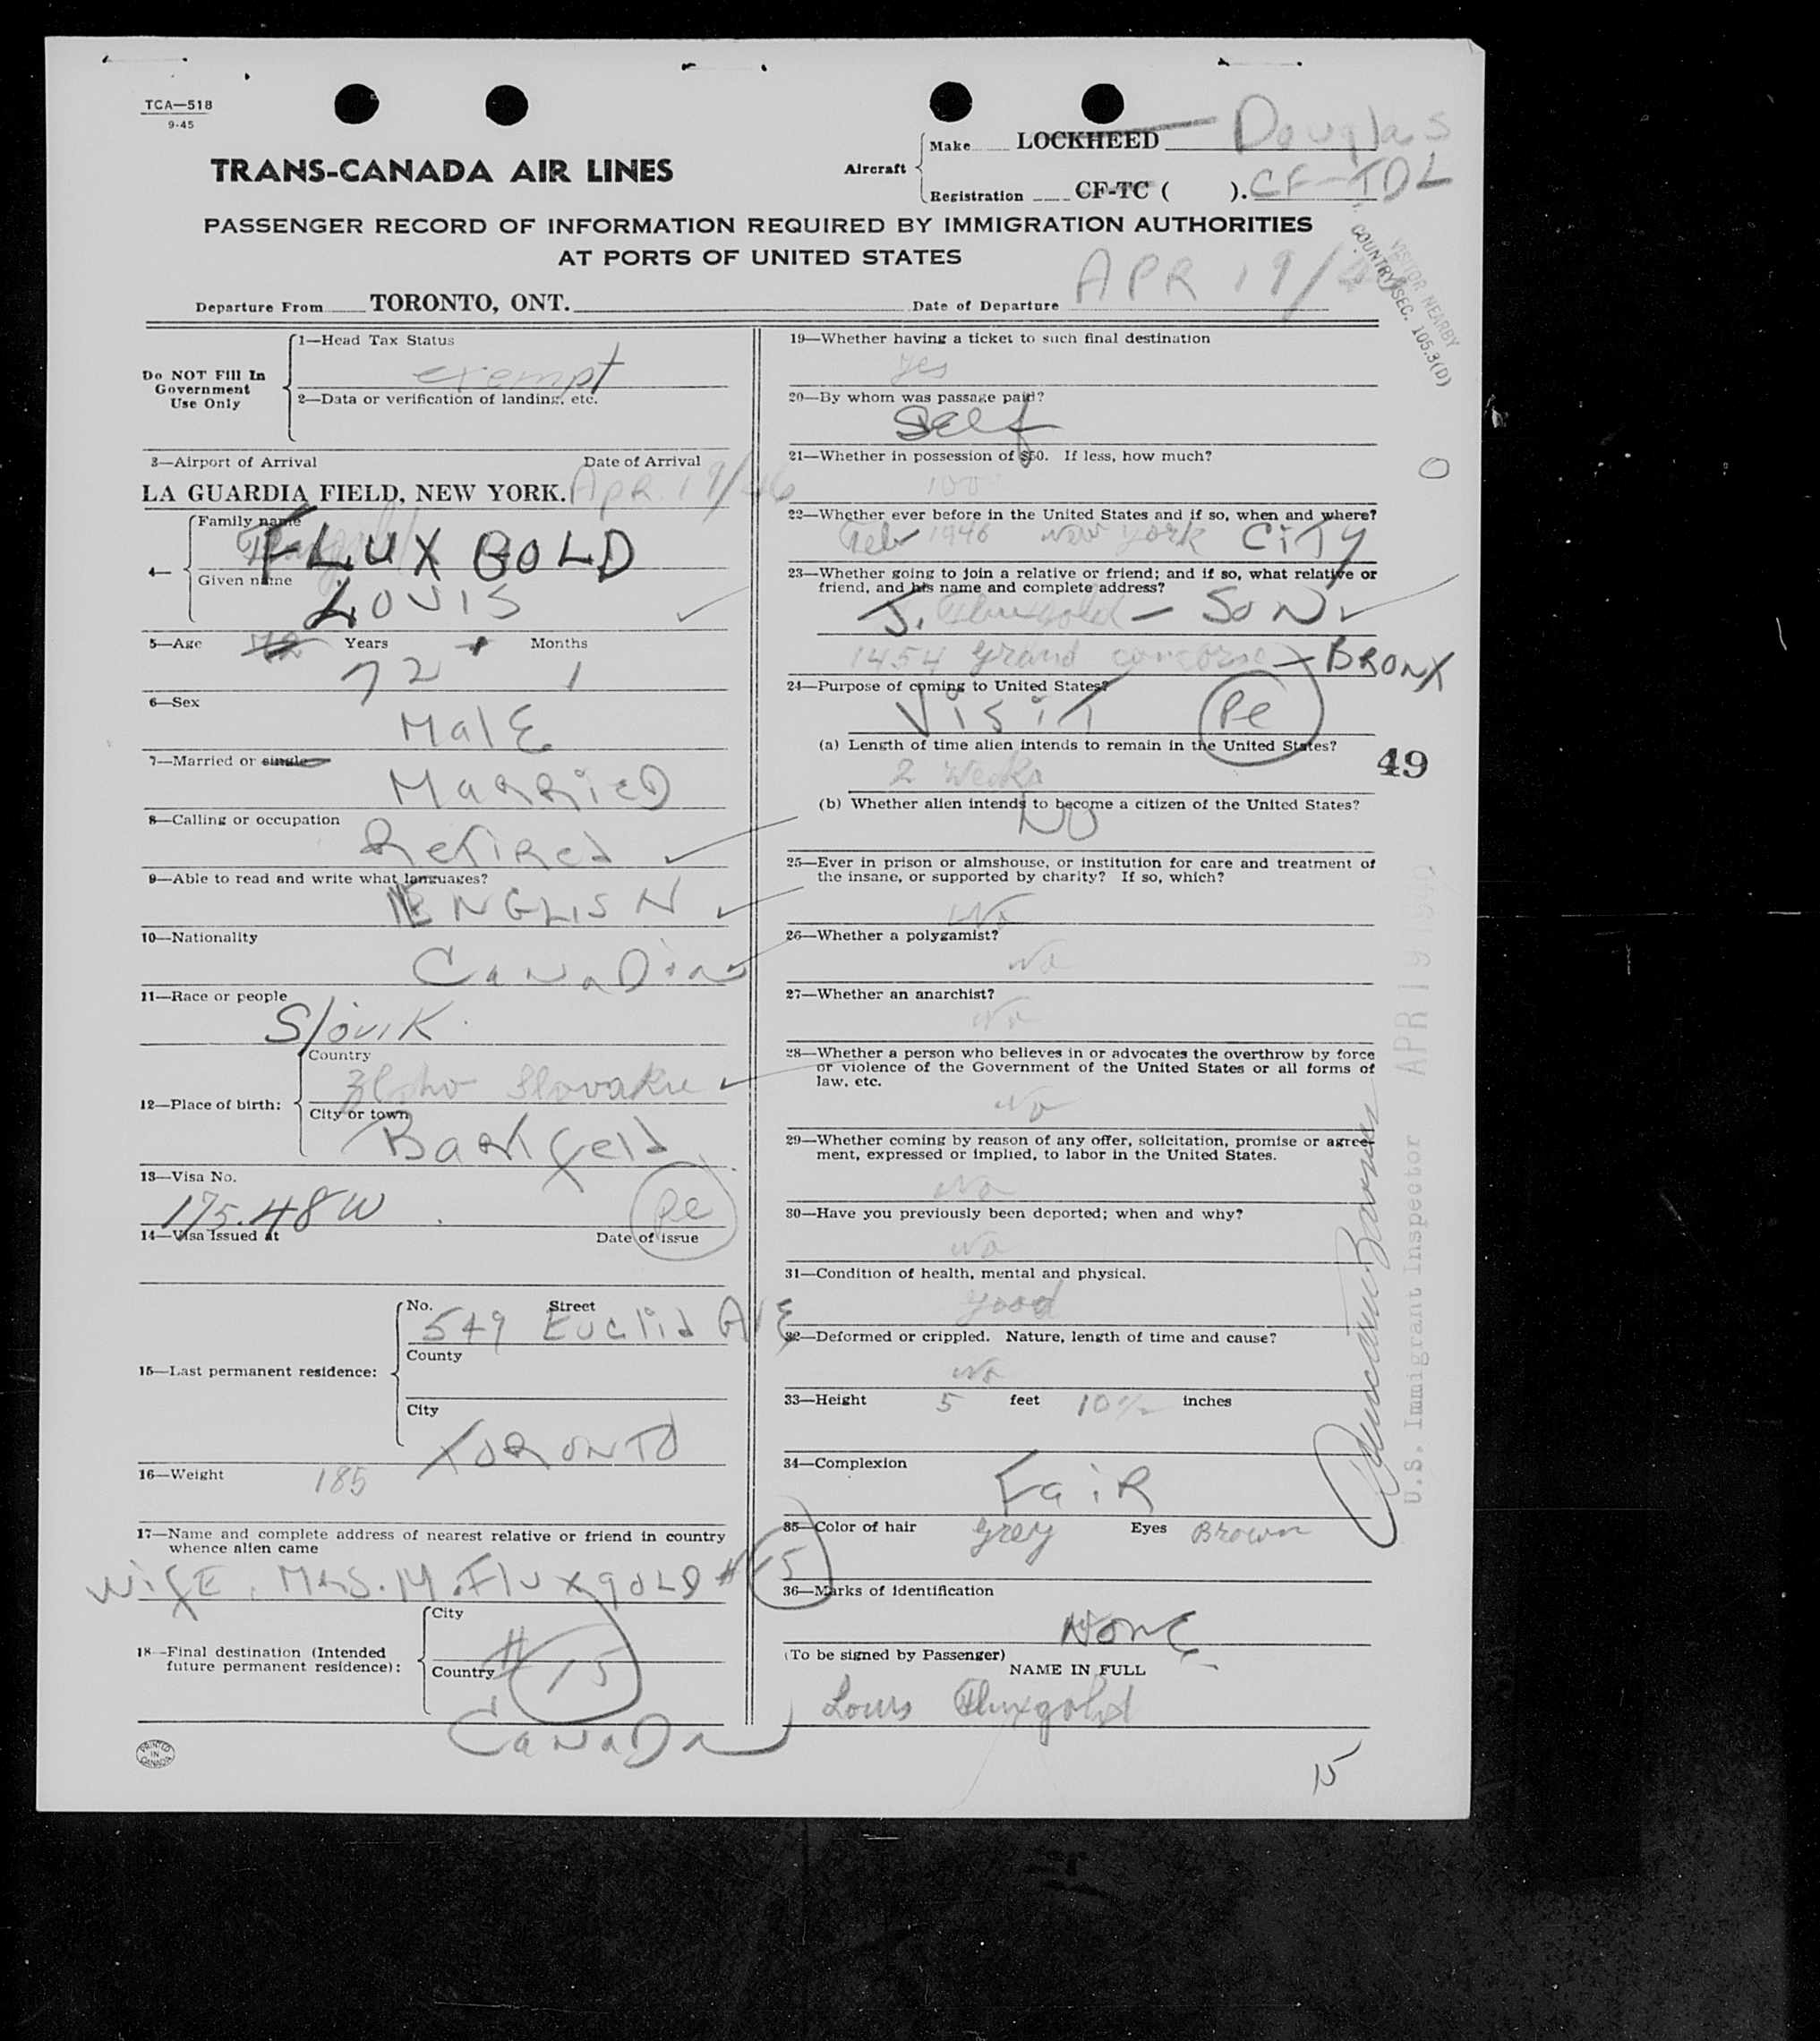 TCA—518
9-45
TRANS-CANADA AIR LINES
Aircraft
Make LOCKHEED Douglas
Registration CF-TC ( ). CF-TDL
PASSENGER RECORD OF INFORMATION REQUIRED BY IMMIGRATION AUTHORITIES
AT PORTS OF UNITED STATES
VISITOR NEARBY
COUNTRY SEC. 105.3(D)
Departure From TORONTO, ONT. Date of Departure APR 19/46
Do NOT Fill In
Government
Use Only
1—Head Tax Status
exempt
2—Data or verification of landing, etc.
3—Airport of Arrival Date of Arrival
LA GUARDIA FIELD, NEW YORK. Apr. 19/46
4—
Family name
FLUXGOLD
Given name
LOUIS
5—Age 72 Years Months
72 1
6—Sex
Male
7—Married or single
Married
8—Calling or occupation
Retired
9—Able to read and write what languages?
ENGLISH
10—Nationality
Canadian
11—Race or people
Slovik
12—Place of birth:
Country
Slovakie
City or town
Bartfeld
13—Visa No.
175.48W
14—Visa Issued at Date of issue
Pe
15—Last permanent residence:
No. Street
549 Euclid AVE
County
City
TORONTO
16—Weight 185
17—Name and complete address of nearest relative or friend in country
whence alien came
Wife, Mrs. M. Fluxgold #15
18—Final destination (Intended
future permanent residence):
City
#15
Country
Canada
PRINTED
IN
CANADA
19—Whether having a ticket to such final destination
Yes
20—By whom was passage paid?
Self
21—Whether in possession of $50. If less, how much?
100
22—Whether ever before in the United States and if so, when and where?
Feb 1946 New York CITY
23—Whether going to join a relative or friend; and if so, what relative or
friend, and his name and complete address?
J. Fluxgold — SON
1454 Grand concorse — BRONX
24—Purpose of coming to United States?
Visit Pe
(a) Length of time alien intends to remain in the United States?
2 Weeks
(b) Whether alien intends to become a citizen of the United States?
No
25—Ever in prison or almshouse, or institution for care and treatment of
the insane, or supported by charity? If so, which?
No
26—Whether a polygamist?
No
27—Whether an anarchist?
No
28—Whether a person who believes in or advocates the overthrow by force
or violence of the Government of the United States or all forms of
law, etc.
No
29—Whether coming by reason of any offer, solicitation, promise or agree-
ment, expressed or implied, to labor in the United States.
No
30—Have you previously been deported; when and why?
No
31—Condition of health, mental and physical.
good
32—Deformed or crippled. Nature, length of time and cause?
No
33—Height 5 feet 10½ inches
34—Complexion
Fair
35—Color of hair grey Eyes Brown
36—Marks of identification
None
(To be signed by Passenger)
NAME IN FULL
Louis Fluxgold
15
0
49
APR 19
U.S. Immigrant Inspector